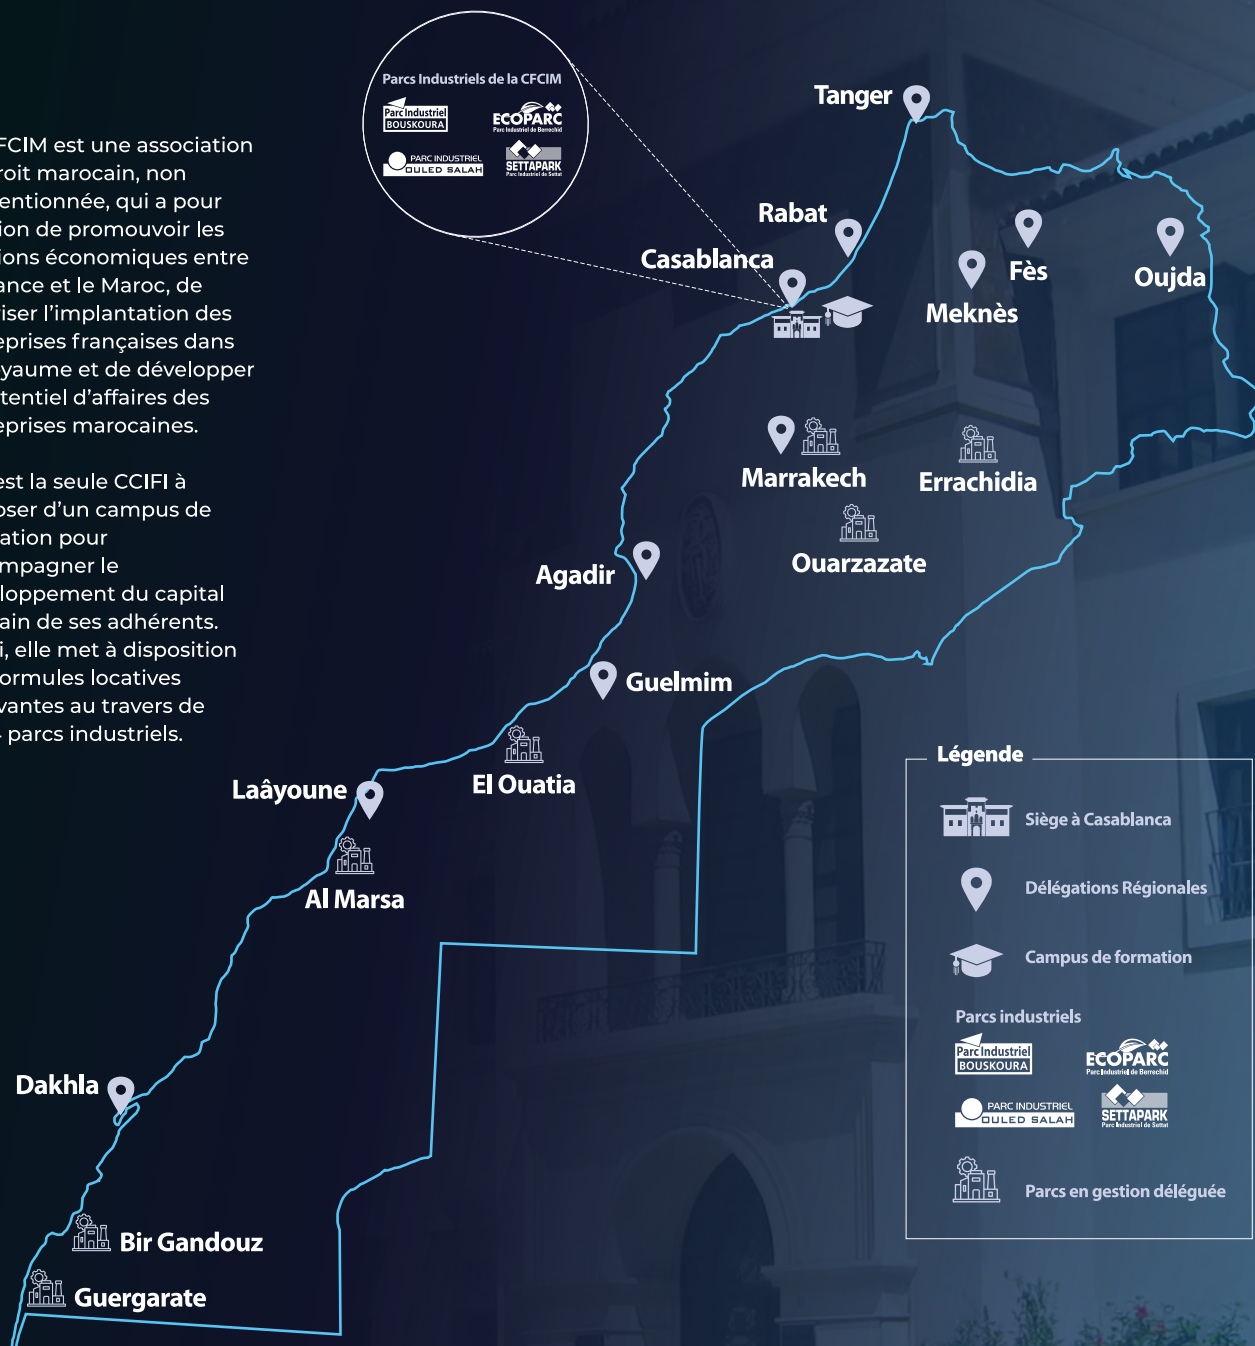 FCIM est une association
roit marocain, non
entionnée, qui a pour
ion de promouvoir les
ions économiques entre
ance et le Maroc, de
riser l’implantation des
eprises françaises dans
yaume et de développer
tentiel d’affaires des
eprises marocaines.
est la seule CCIFI à
oser d’un campus de
ation pour
mpagner le
loppement du capital
ain de ses adhérents.
i, elle met à disposition
ormules locatives
vantes au travers de
parcs industriels.
Parcs Industriels de la CFCIM
Parc Industriel
BOUSKOURA
ECOPARC
Parc Industriel de Berrechid
PARC INDUSTRIEL
OULED SALAH
SETTAPARK
Parc Industriel de Settat
Tanger
Rabat
Casablanca
Fès
Oujda
Meknès
Marrakech
Errachidia
Ouarzazate
Agadir
Guelmim
El Ouatia
Laâyoune
Al Marsa
Dakhla
Bir Gandouz
Guergarate
Légende
Siège à Casablanca
Délégations Régionales
Campus de formation
Parcs industriels
Parc Industriel
BOUSKOURA
ECOPARC
Parc Industriel de Berrechid
PARC INDUSTRIEL
OULED SALAH
SETTAPARK
Parc Industriel de Settat
Parcs en gestion déléguée